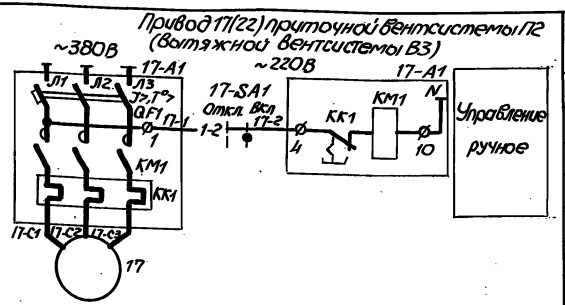 Привод 17(22) приточной вентсистемы П2
(вытяжной вентсистемы В3)
~380В
~220В
17-А1
17-А1
Л1
Л2
Л3
I>, T°>
QF1
П-1
1
17-SA1
Откл. Вкл
1-2
17-2
4
КК1
КМ1
10
N
Управление
ручное
КМ1
КК1
17-С1
17-С2
17-С3
17